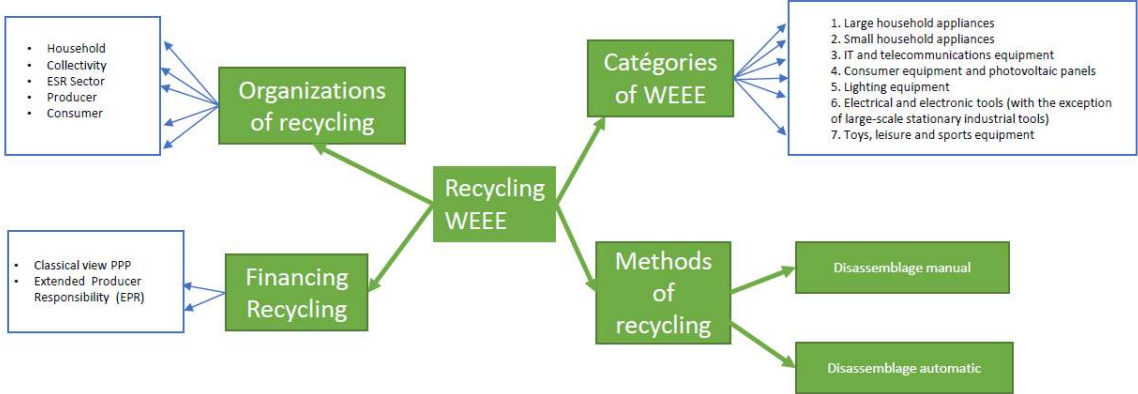 • Household
• Collectivity
• ESR Sector
• Producer
• Consumer
Organizations
of recycling
Catégories
of WEEE
1. Large household appliances
2. Small household appliances
3. IT and telecommunications equipment
4. Consumer equipment and photovoltaic panels
5. Lighting equipment
6. Electrical and electronic tools (with the exception
of large-scale stationary industrial tools)
7. Toys, leisure and sports equipment
Recycling
WEEE
• Classical view PPP
• Extended Producer
Responsibility (EPR)
Financing
Recycling
Methods
of
recycling
Disassemblage manual
Disassemblage automatic